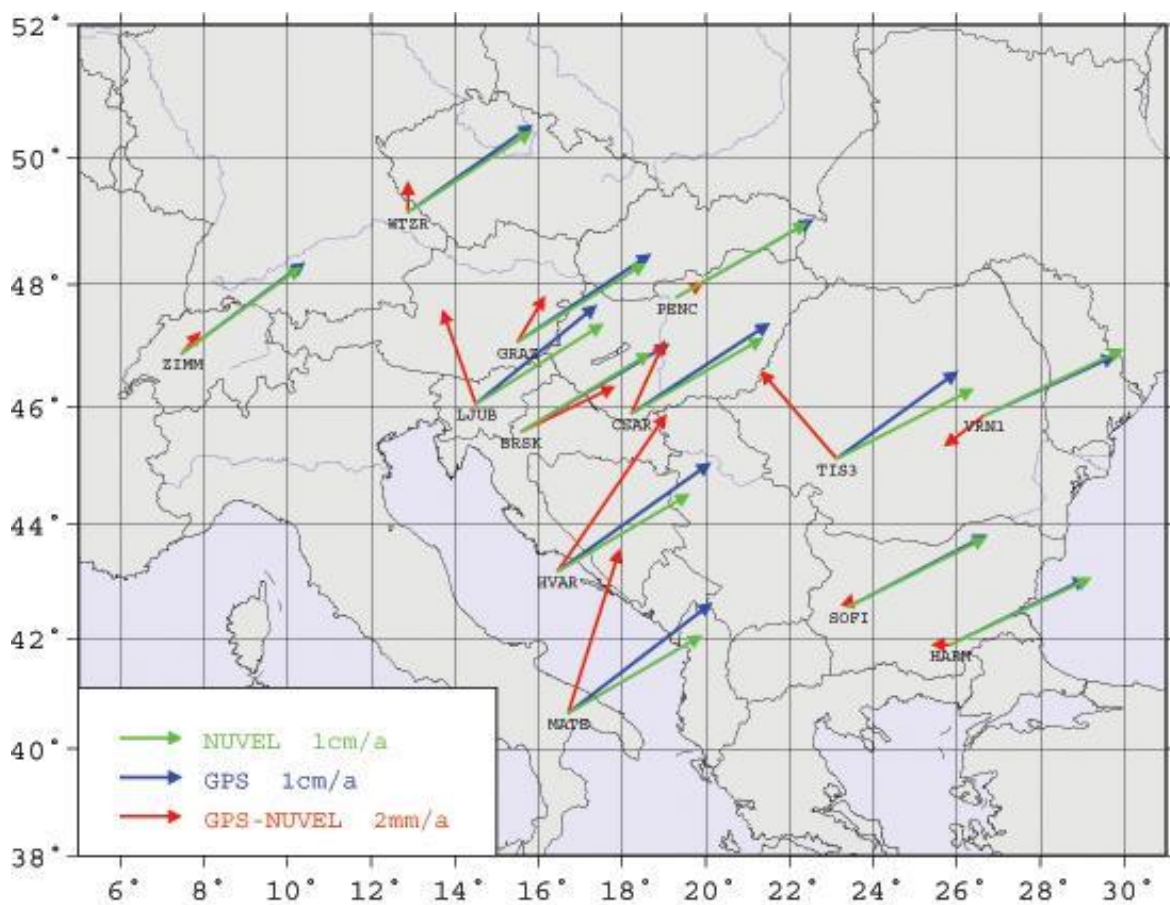 52°
50°
WTZR
48°
PENC
GRAZ
ZIMM
46°
LJUB
CSAR
VRN1
BRSK
TIS3
44°
HVAR
SOFI
42°
HARM
MATE
NUVEL 1cm/a
40°
GPS 1cm/a
GPS-NUVEL 2mm/a
38°
6° 8° 10° 12° 14° 16° 18° 20° 22° 24° 26° 28° 30°